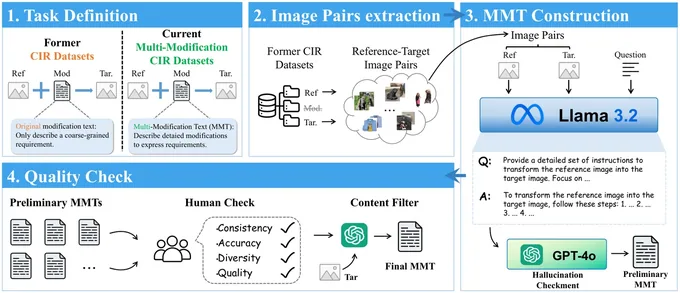 1. Task Definition
Former
CIR Datasets
Ref
Mod
Tar.
Original modification text:
Only describe a coarse-grained
requirement.
Current
Multi-Modification
CIR Datasets
Ref
Mod
Tar.
Multi-Modification Text (MMT):
Describe detaied modifications
to express requirements.
2. Image Pairs extraction
Former CIR
Datasets
Ref
Mod.
Tar.
Reference-Target
Image Pairs
3. MMT Construction
Image Pairs
Ref
Tar.
Question
Llama 3.2
Q:
Provide a detailed set of instructions to
transform the reference image into the
target image. Focus on ...
A:
To transform the reference image into the
target image, follow these steps: 1. ... 2. ...
3. ... 4. ...
GPT-4o
Hallucination
Checkment
Preliminary
MMT
4. Quality Check
Preliminary MMTs
...
Human Check
Consistency
Accuracy
Diversity
Quality
Content Filter
Tar
Final MMT